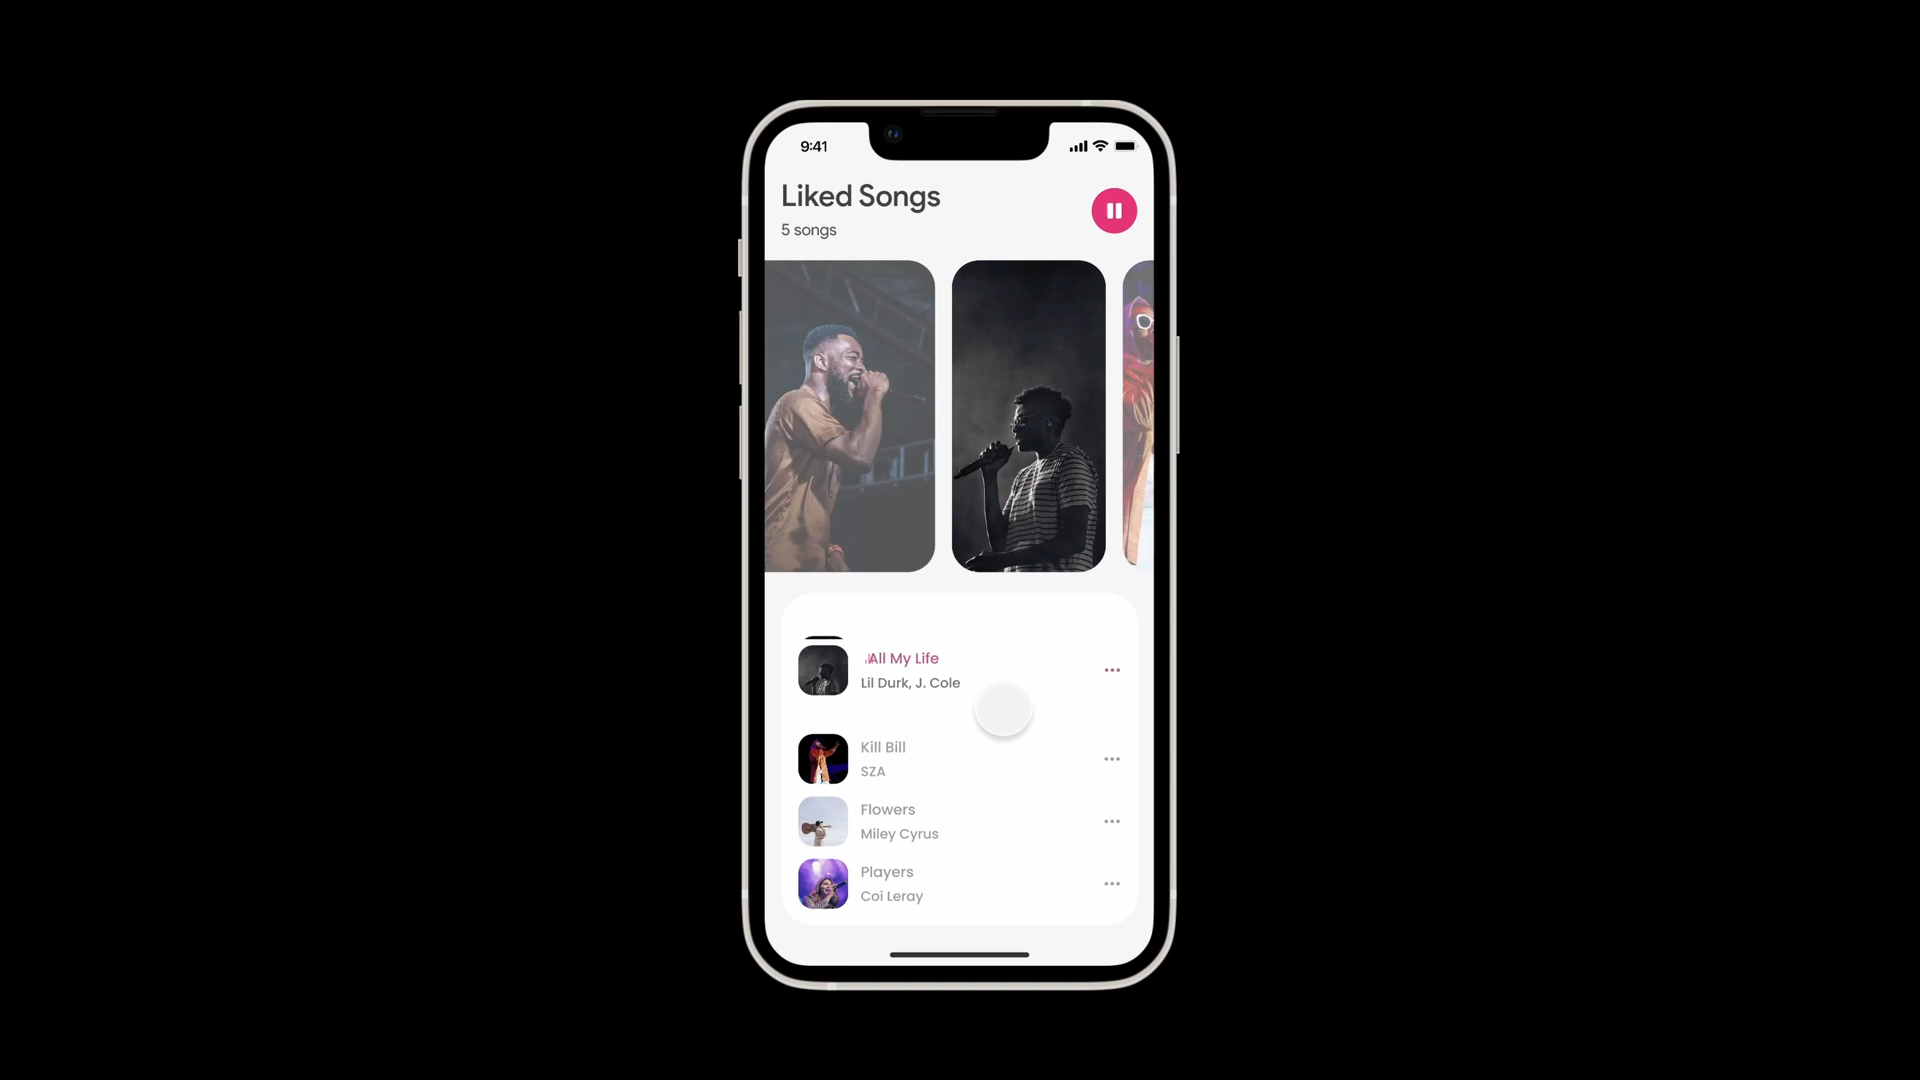 9:41
Liked Songs
5 songs
All My Life
Lil Durk, J. Cole
Kill Bill
SZA
Flowers
Miley Cyrus
Players
Coi Leray